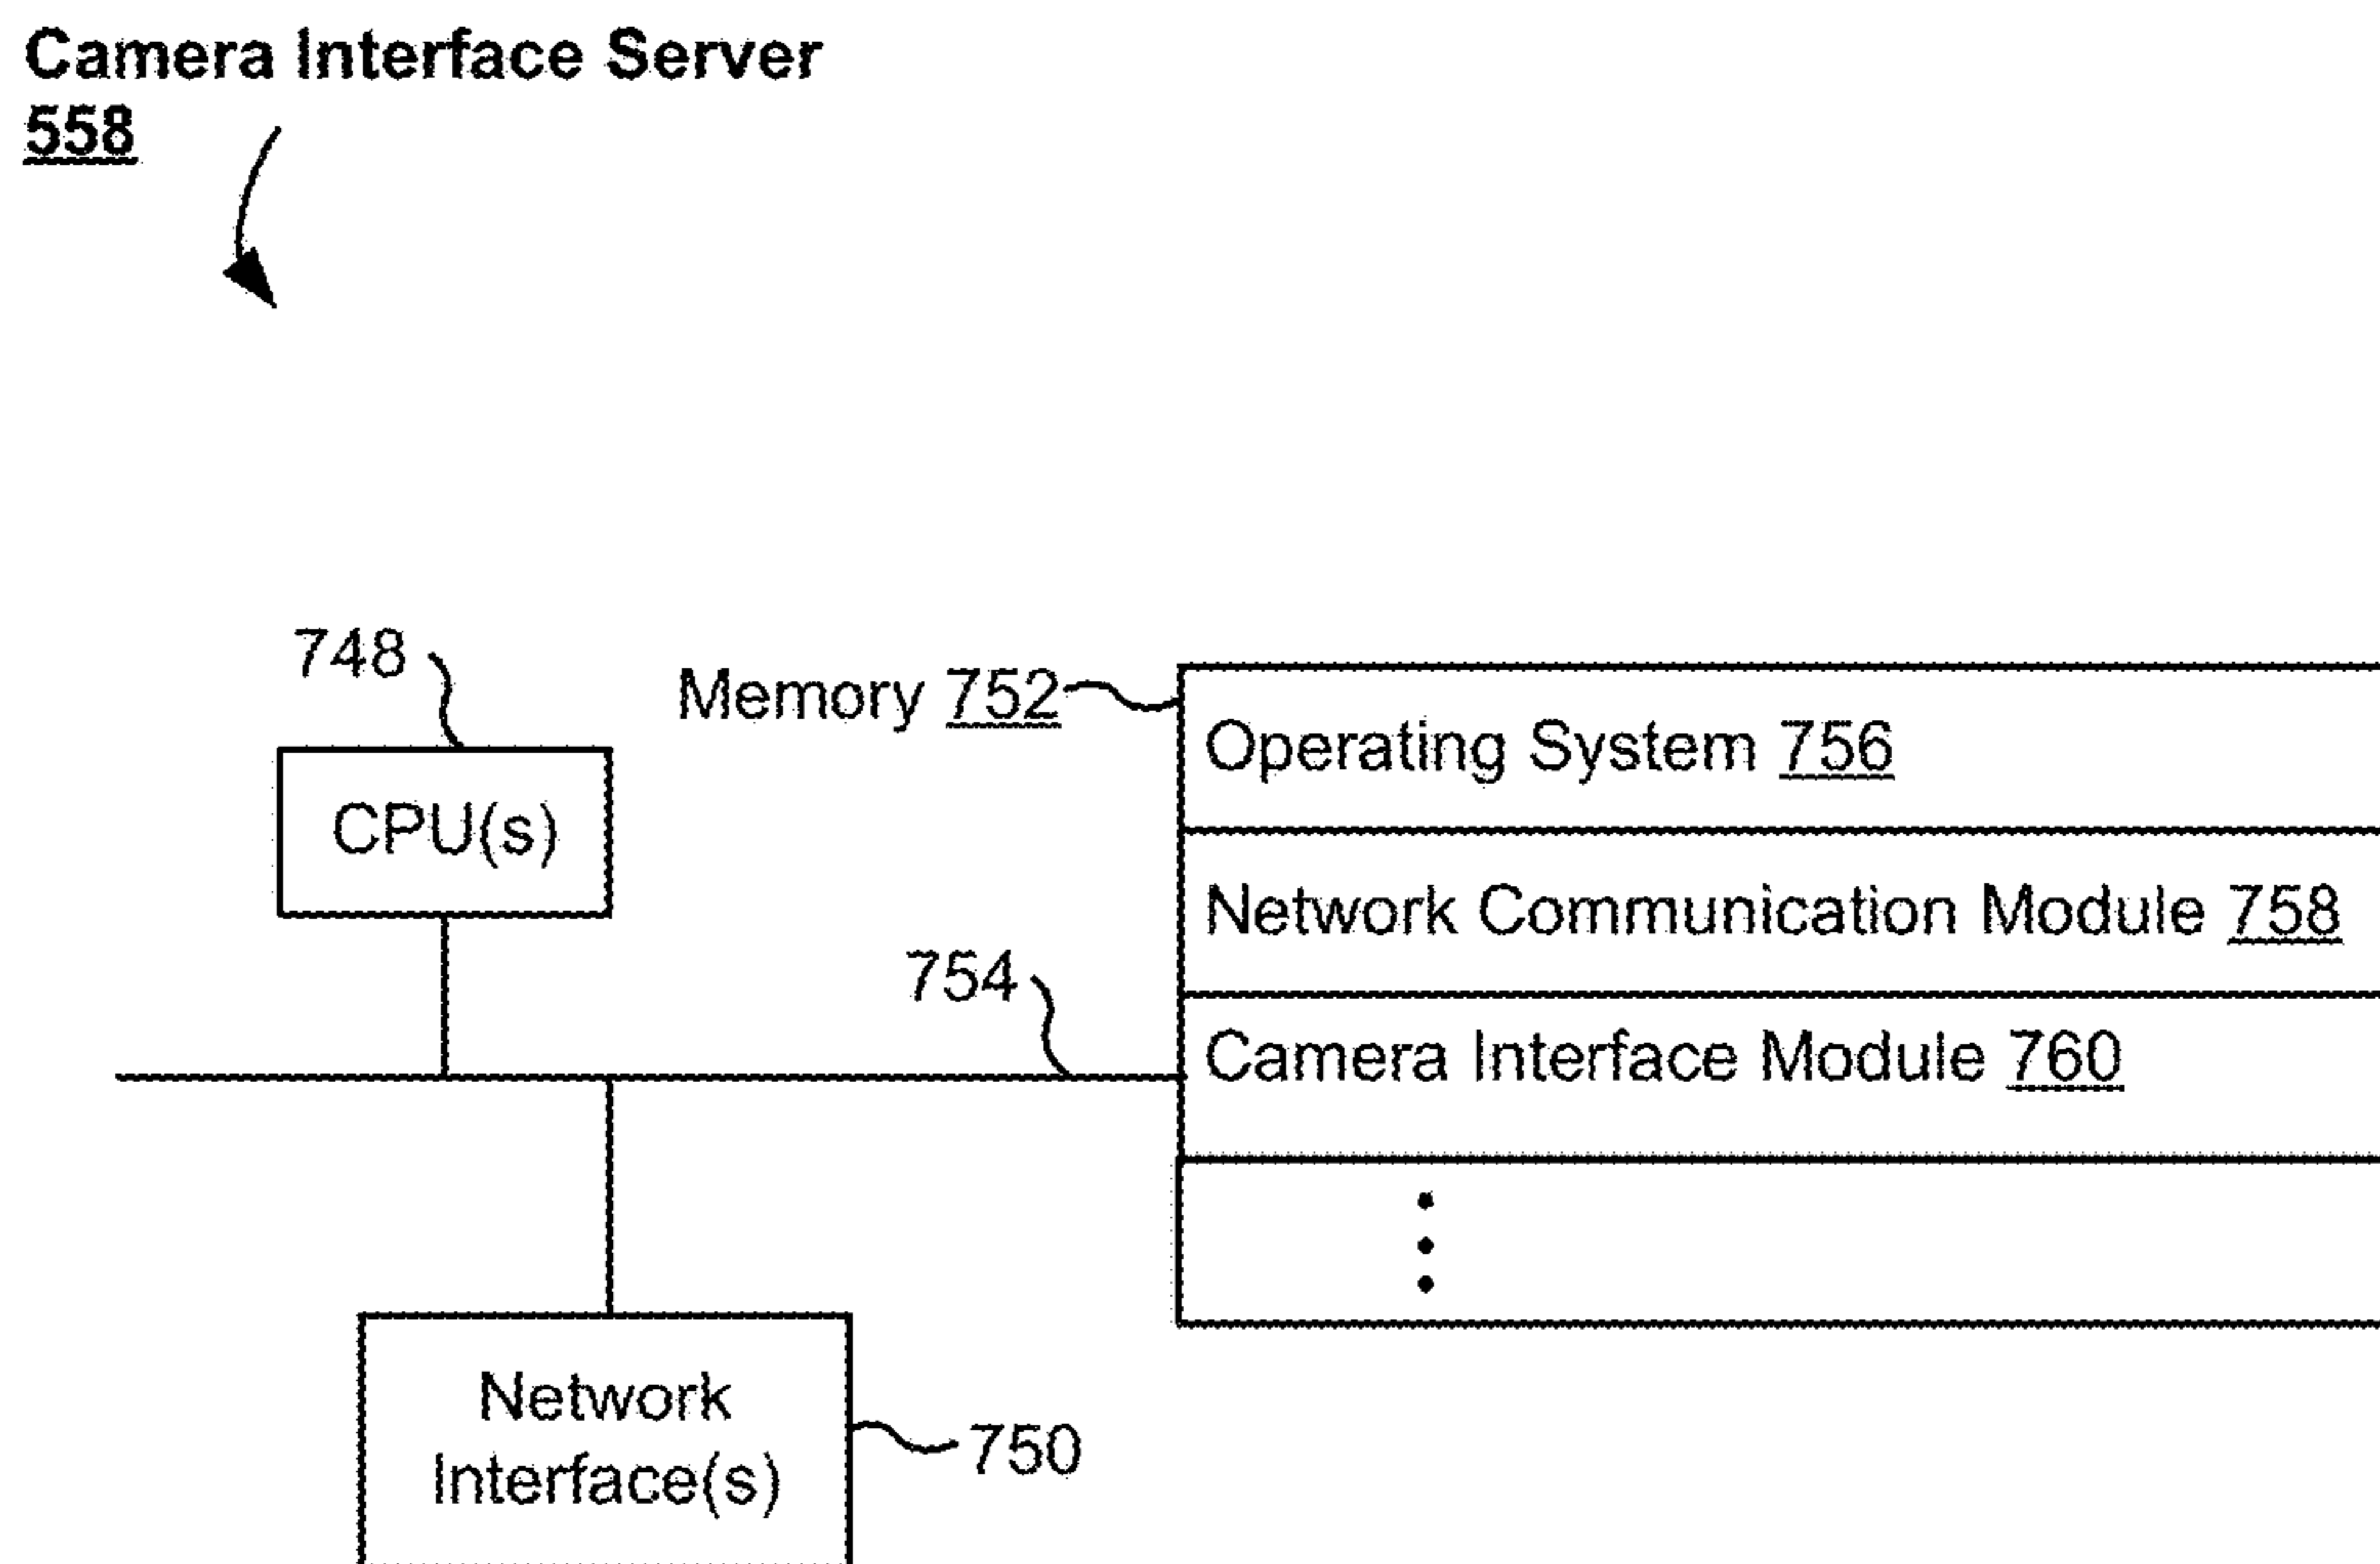 Camera Interface Server
558
748
Memory 752
Operating System 756
CPU(s)
Network Communication Module 758
754
Camera Interface Module 760
Network
Interface(s)
750